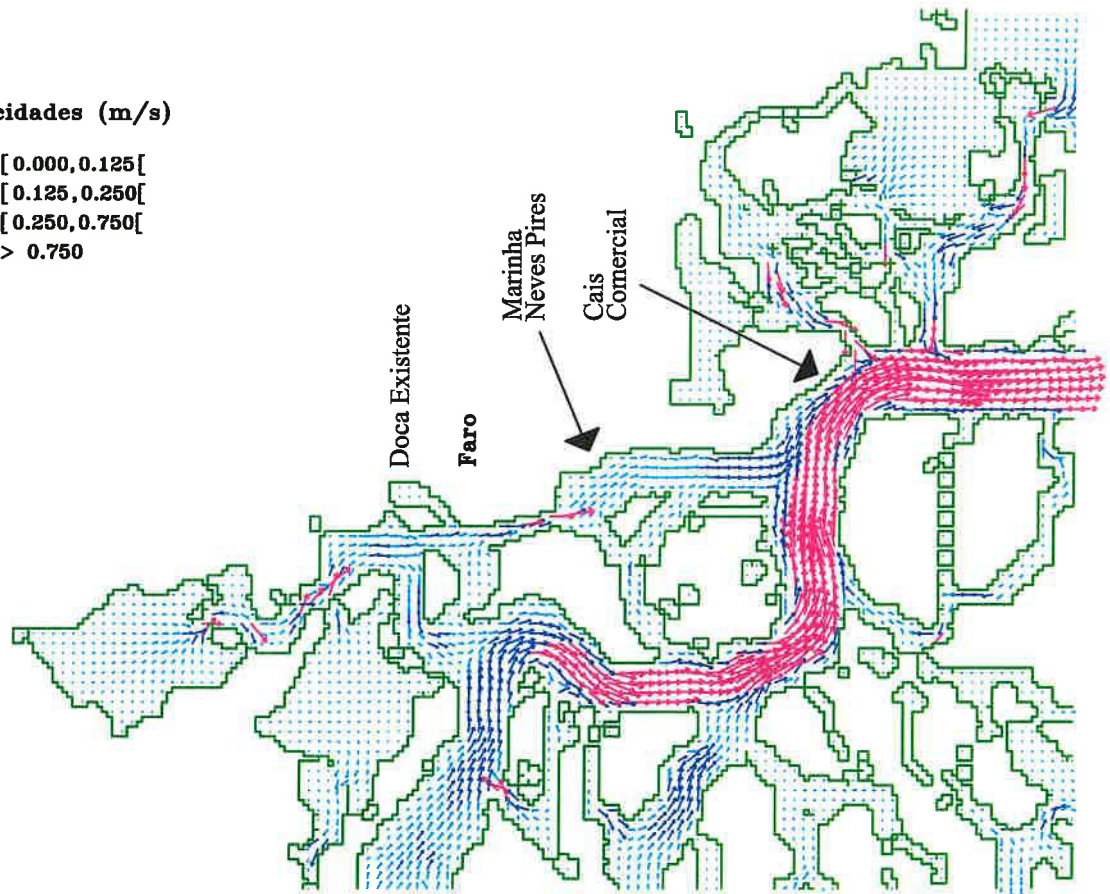 cidades (m/s)
[ 0.000,0.125[
[ 0.125,0.250[
[ 0.250,0.750[
> 0.750
Doca Existente
Faro
Marinha
Neves Pires
Cais
Comercial